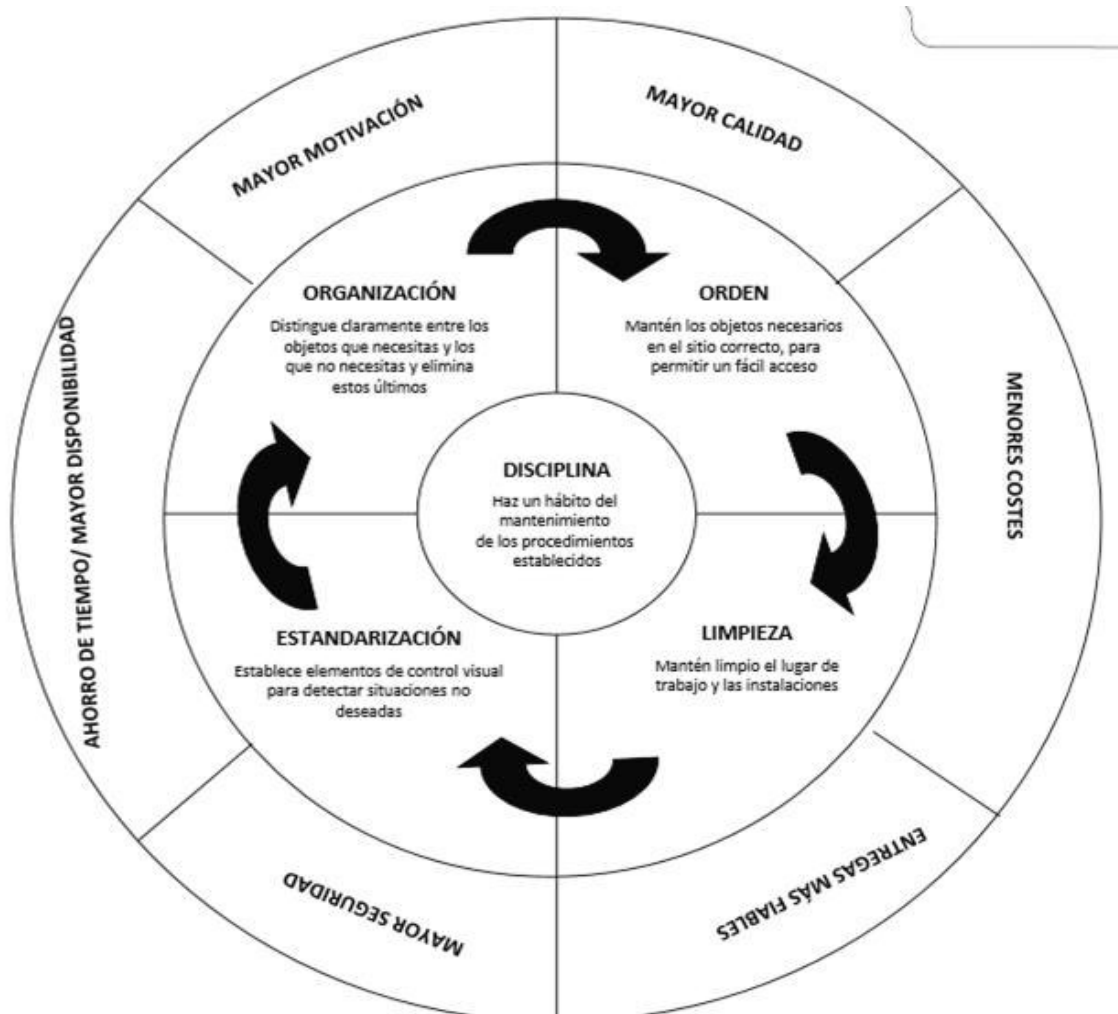 MAYOR MOTIVACIÓN
MAYOR CALIDAD
ORGANIZACIÓN
Distingue claramente entre los
objetos que necesitas y los
que no necesitas y elimina
estos últimos
ORDEN
Mantén los objetos necesarios
en el sitio correcto, para
permitir un fácil acceso
AHORRO DE TIEMPO/ MAYOR DISPONIBILIDAD
MENORES COSTES
DISCIPLINA
Haz un hábito del
mantenimiento
de los procedimientos
establecidos
ESTANDARIZACIÓN
Establece elementos de control visual
para detectar situaciones no
deseadas
LIMPIEZA
Mantén limpio el lugar de
trabajo y las instalaciones
MAYOR SEGURIDAD
ENTREGAS MÁS FIABLES